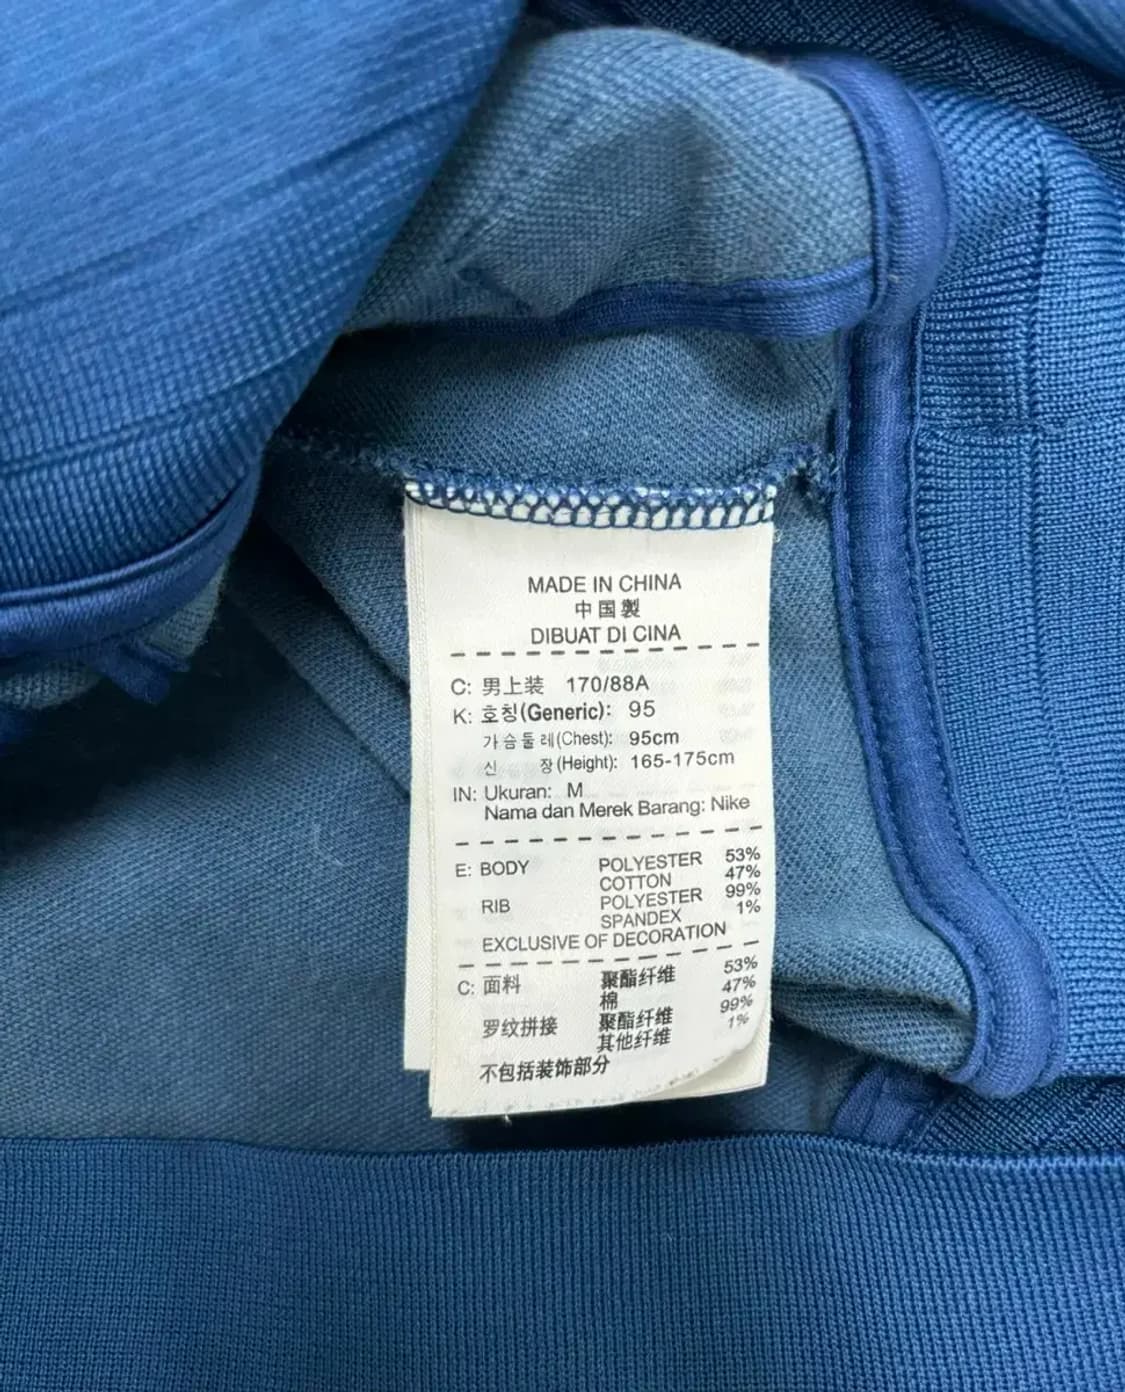 MADE IN CHINA
中国製
DIBUAT DI CINA
C: 男上装 170/88A
K: 호칭(Generic): 95
가슴둘레(Chest): 95cm
신 장(Height): 165-175cm
IN: Ukuran: M
Nama dan Merek Barang: Nike
E: BODY POLYESTER 53%
COTTON 47%
RIB POLYESTER 99%
SPANDEX 1%
EXCLUSIVE OF DECORATION
C: 面料 聚酯纤维 53%
棉 47%
罗纹拼接 聚酯纤维 99%
其他纤维 1%
不包括装饰部分